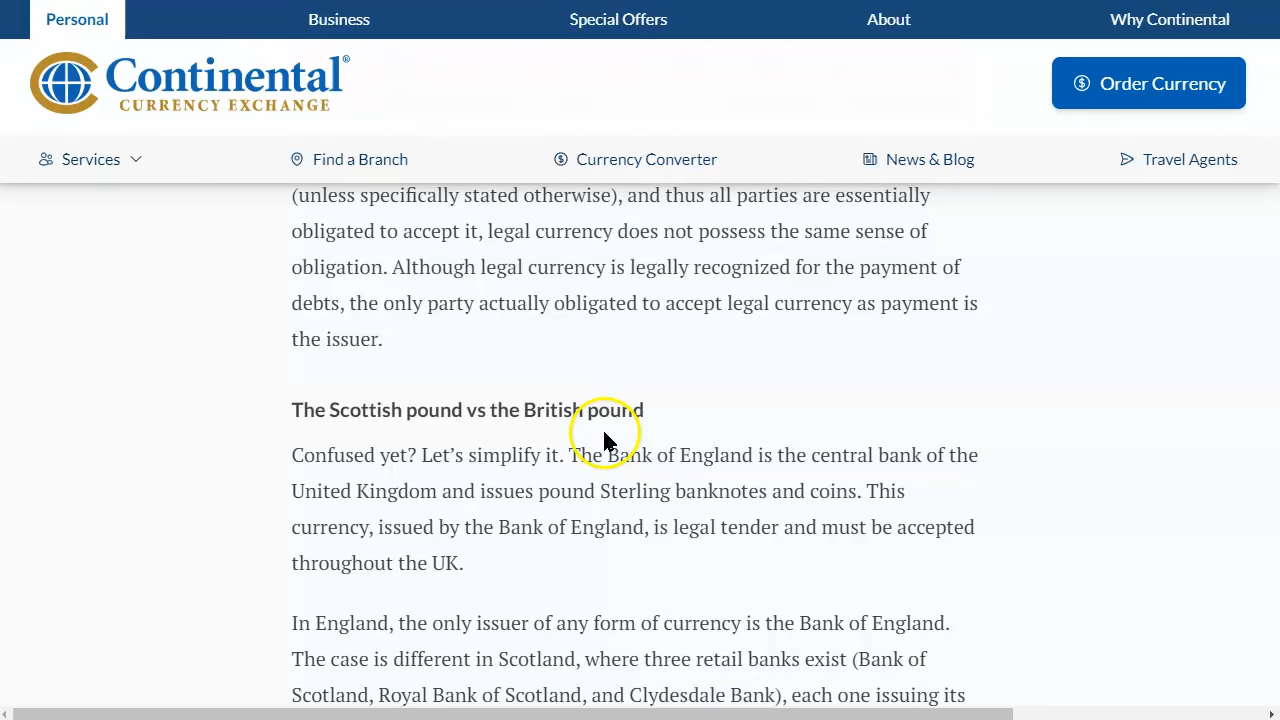 Personal
Business
Special Offers
About
Why Continental
Continental®
CURRENCY EXCHANGE
Order Currency
Services
Find a Branch
Currency Converter
News & Blog
Travel Agents
(unless specifically stated otherwise), and thus all parties are essentially
obligated to accept it, legal currency does not possess the same sense of
obligation. Although legal currency is legally recognized for the payment of
debts, the only party actually obligated to accept legal currency as payment is
the issuer.
The Scottish pound vs the British pound
Confused yet? Let’s simplify it. The Bank of England is the central bank of the
United Kingdom and issues pound Sterling banknotes and coins. This
currency, issued by the Bank of England, is legal tender and must be accepted
throughout the UK.
In England, the only issuer of any form of currency is the Bank of England.
The case is different in Scotland, where three retail banks exist (Bank of
Scotland, Royal Bank of Scotland, and Clydesdale Bank), each one issuing its